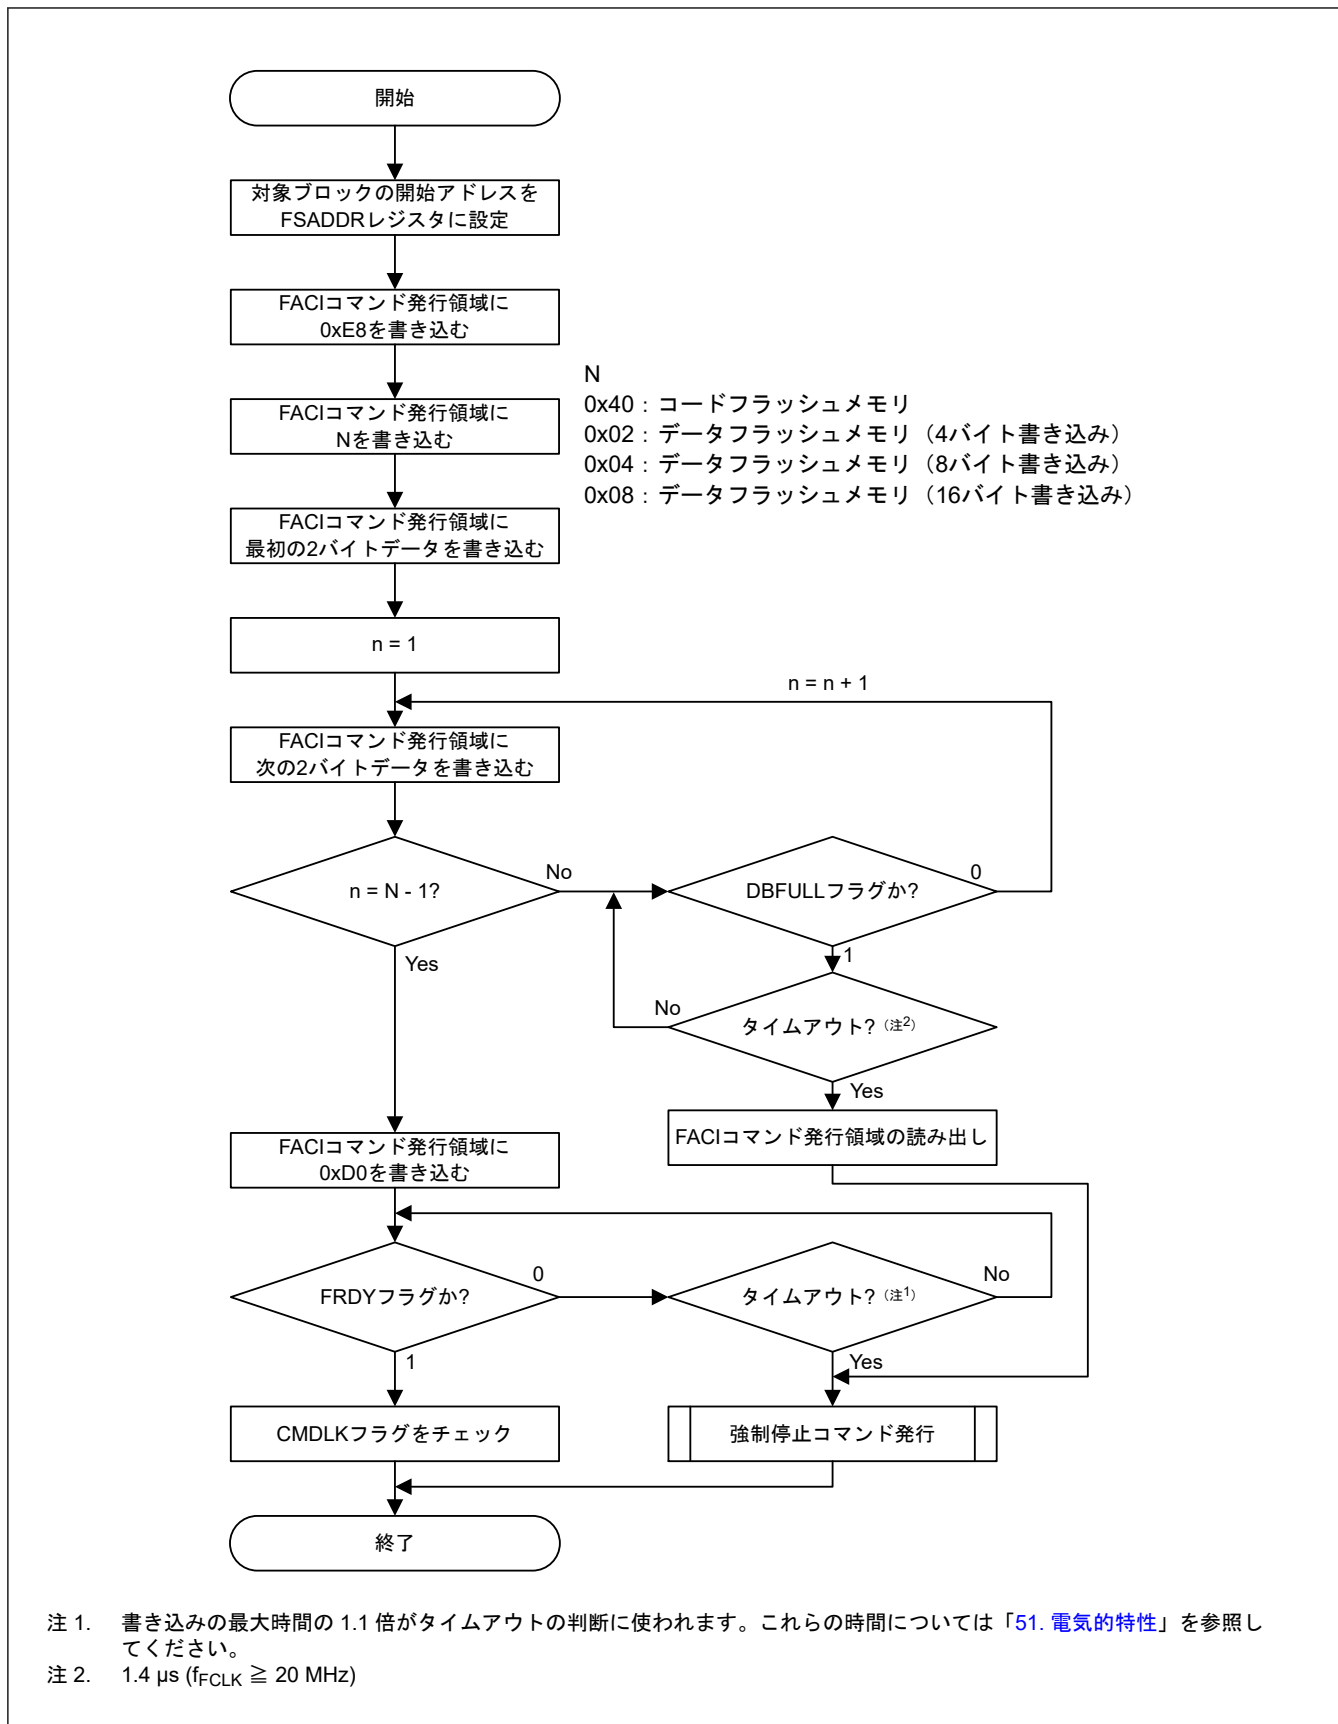 開始
対象ブロックの開始アドレスを
FSADDRレジスタに設定
FACIコマンド発行領域に
0xE8を書き込む
FACIコマンド発行領域に
Nを書き込む
N
0x40：コードフラッシュメモリ
0x02：データフラッシュメモリ（4バイト書き込み）
0x04：データフラッシュメモリ（8バイト書き込み）
0x08：データフラッシュメモリ（16バイト書き込み）
FACIコマンド発行領域に
最初の2バイトデータを書き込む
n = 1
n = n + 1
FACIコマンド発行領域に
次の2バイトデータを書き込む
n = N - 1?
No
DBFULLフラグか?
0
Yes
1
No
タイムアウト?（注2）
Yes
FACIコマンド発行領域の読み出し
FACIコマンド発行領域に
0xD0を書き込む
FRDYフラグか?
0
タイムアウト?（注1）
No
1
Yes
CMDLKフラグをチェック
強制停止コマンド発行
終了
注 1. 書き込みの最大時間の 1.1 倍がタイムアウトの判断に使われます。これらの時間については「51. 電気的特性」を参照し
てください。
注 2. 1.4 µs (fFCLK ≧ 20 MHz)